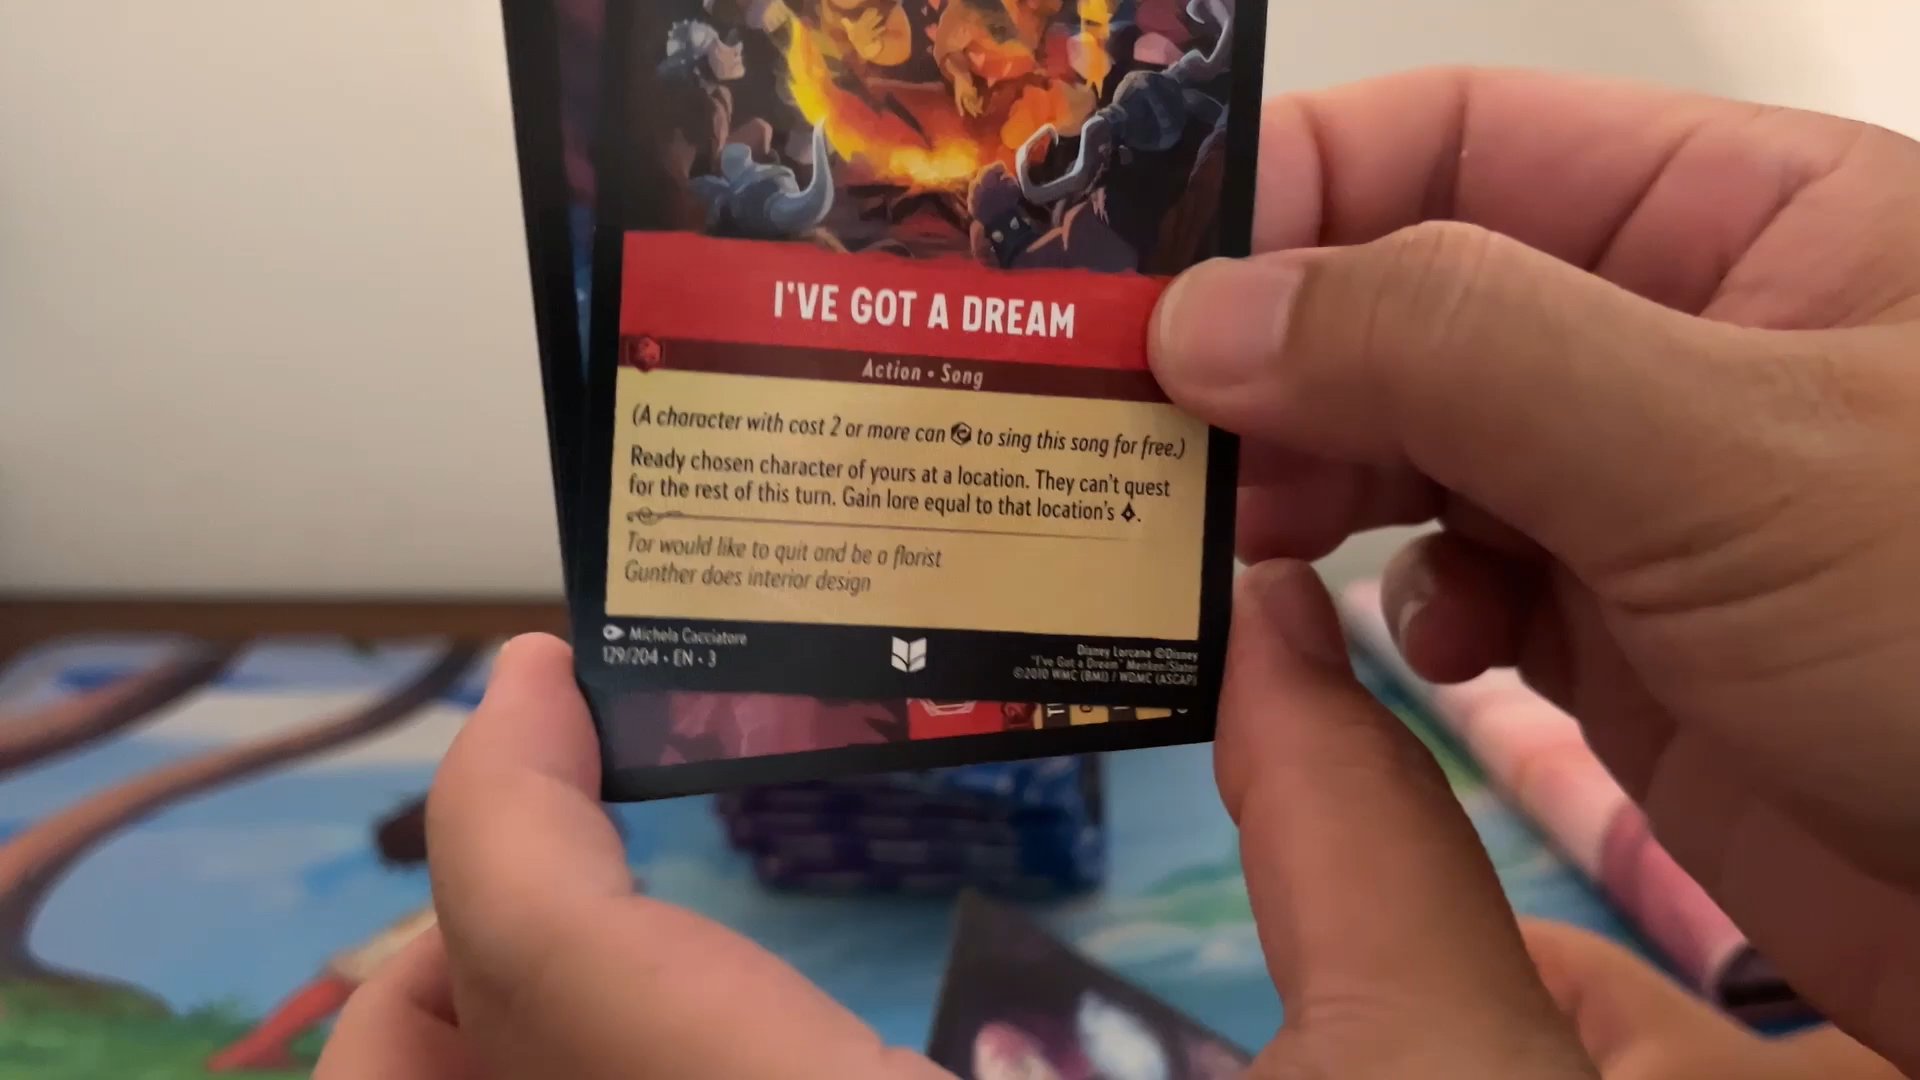 I'VE GOT A DREAM
Action • Song
(A character with cost 2 or more can to sing this song for free.)
Ready chosen character of yours at a location. They can't quest
for the rest of this turn. Gain lore equal to that location's .
Tor would like to quit and be a florist
Gunther does interior design
Michela Cacciatore
129/204 • EN • 3
Disney Lorcana ©Disney
"I've Got a Dream" Menken/Slater
©2010 WMC (BMI) / WDMC (ASCAP)